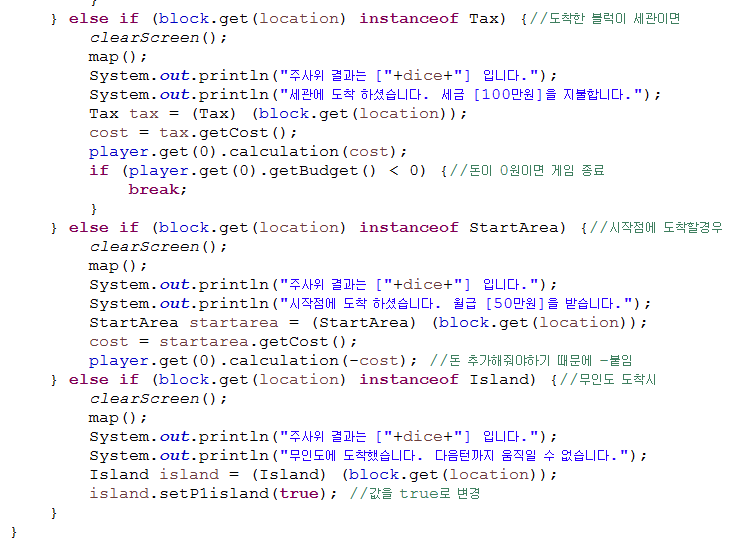 }
} else if (block.get(location) instanceof Tax) {//도착한 블럭이 세관이면
clearScreen();
map();
System.out.println("주사위 결과는 ["+dice+"] 입니다.");
System.out.println("세관에 도착 하셨습니다. 세금 [100만원]을 지불합니다.");
Tax tax = (Tax) (block.get(location));
cost = tax.getCost();
player.get(0).calculation(cost);
if (player.get(0).getBudget() < 0) {//돈이 0원이면 게임 종료
break;
}
} else if (block.get(location) instanceof StartArea) {//시작점에 도착할경우
clearScreen();
map();
System.out.println("주사위 결과는 ["+dice+"] 입니다.");
System.out.println("시작점에 도착 하셨습니다. 월급 [50만원]을 받습니다.");
StartArea startarea = (StartArea) (block.get(location));
cost = startarea.getCost();
player.get(0).calculation(-cost); //돈 추가해줘야하기 때문에 -붙임
} else if (block.get(location) instanceof Island) {//무인도 도착시
clearScreen();
map();
System.out.println("주사위 결과는 ["+dice+"] 입니다.");
System.out.println("무인도에 도착했습니다. 다음턴까지 움직일 수 없습니다.");
Island island = (Island) (block.get(location));
island.setP1island(true); //값을 true로 변경
}
}